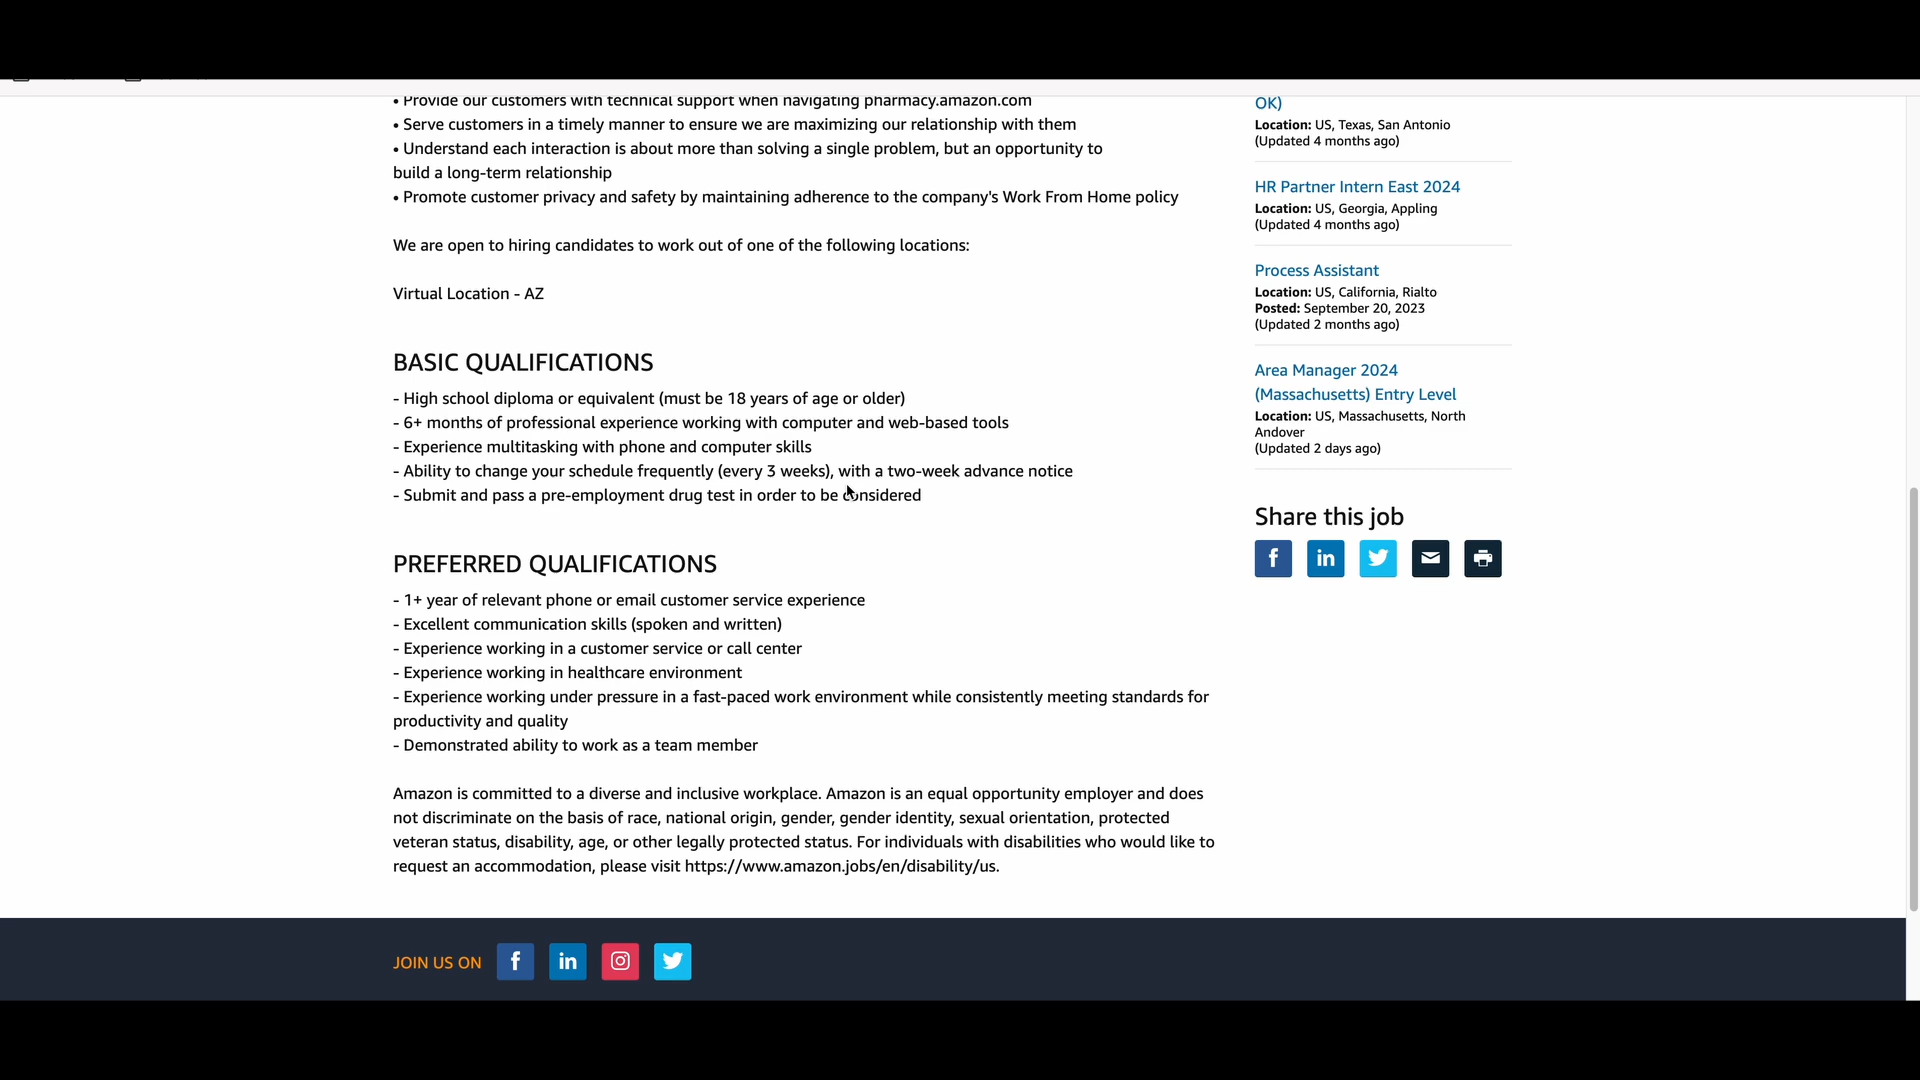 • Provide our customers with technical support when navigating pharmacy.amazon.com
• Serve customers in a timely manner to ensure we are maximizing our relationship with them
• Understand each interaction is about more than solving a single problem, but an opportunity to
build a long-term relationship
• Promote customer privacy and safety by maintaining adherence to the company's Work From Home policy
We are open to hiring candidates to work out of one of the following locations:
Virtual Location - AZ
BASIC QUALIFICATIONS
- High school diploma or equivalent (must be 18 years of age or older)
- 6+ months of professional experience working with computer and web-based tools
- Experience multitasking with phone and computer skills
- Ability to change your schedule frequently (every 3 weeks), with a two-week advance notice
- Submit and pass a pre-employment drug test in order to be considered
PREFERRED QUALIFICATIONS
- 1+ year of relevant phone or email customer service experience
- Excellent communication skills (spoken and written)
- Experience working in a customer service or call center
- Experience working in healthcare environment
- Experience working under pressure in a fast-paced work environment while consistently meeting standards for
productivity and quality
- Demonstrated ability to work as a team member
Amazon is committed to a diverse and inclusive workplace. Amazon is an equal opportunity employer and does
not discriminate on the basis of race, national origin, gender, gender identity, sexual orientation, protected
veteran status, disability, age, or other legally protected status. For individuals with disabilities who would like to
request an accommodation, please visit https://www.amazon.jobs/en/disability/us.
OK)
Location: US, Texas, San Antonio
(Updated 4 months ago)
HR Partner Intern East 2024
Location: US, Georgia, Appling
(Updated 4 months ago)
Process Assistant
Location: US, California, Rialto
Posted: September 20, 2023
(Updated 2 months ago)
Area Manager 2024
(Massachusetts) Entry Level
Location: US, Massachusetts, North
Andover
(Updated 2 days ago)
Share this job
JOIN US ON